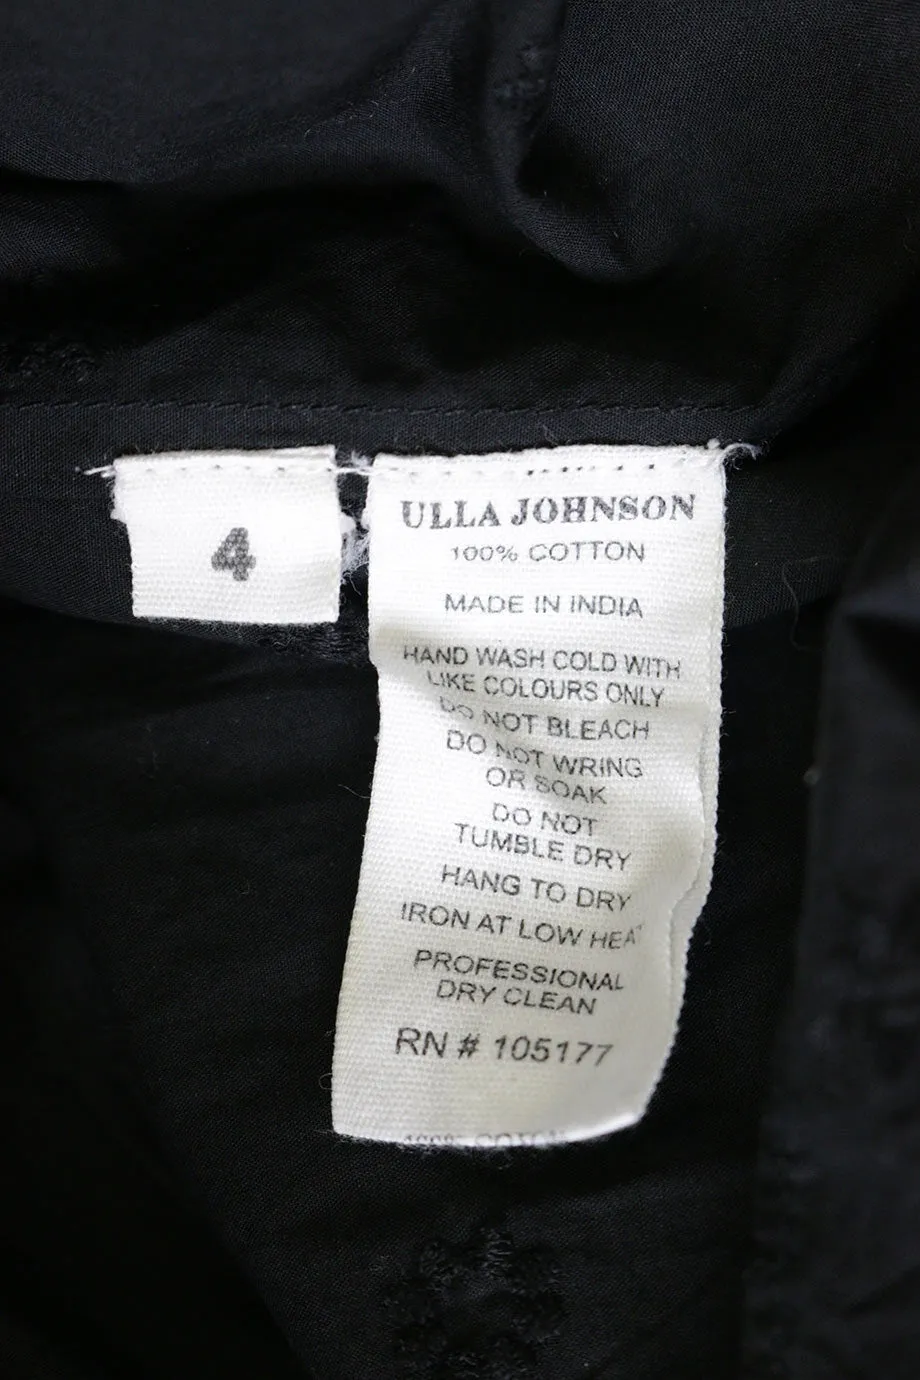 4
ULLA JOHNSON
100% COTTON
MADE IN INDIA
HAND WASH COLD WITH
LIKE COLOURS ONLY
DO NOT BLEACH
DO NOT WRING
OR SOAK
DO NOT
TUMBLE DRY
HANG TO DRY
IRON AT LOW HEAT
PROFESSIONAL
DRY CLEAN
RN # 105177
100% COTTON